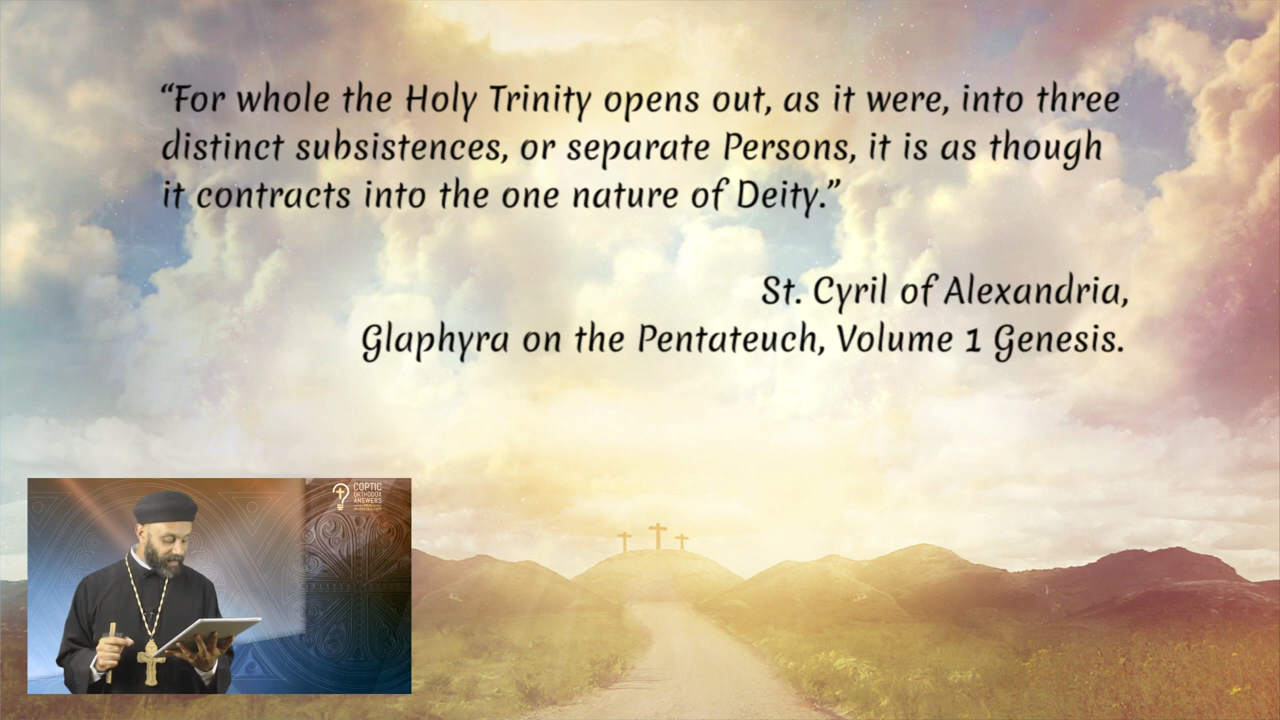 “For whole the Holy Trinity opens out, as it were, into three
distinct subsistences, or separate Persons, it is as though
it contracts into the one nature of Deity.”
St. Cyril of Alexandria,
Glaphyra on the Pentateuch, Volume 1 Genesis.
COPTIC
ORTHODOX
ANSWERS